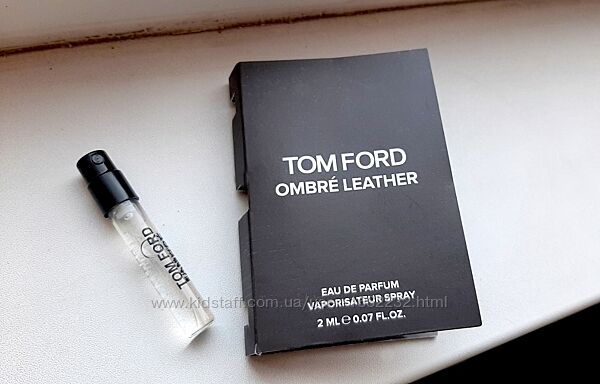 TOM FORD
OMBRÉ LEATHER
EAU DE PARFUM
VAPORISATEUR SPRAY
2 ML ℮ 0.07 FL.OZ.
TOM FORD